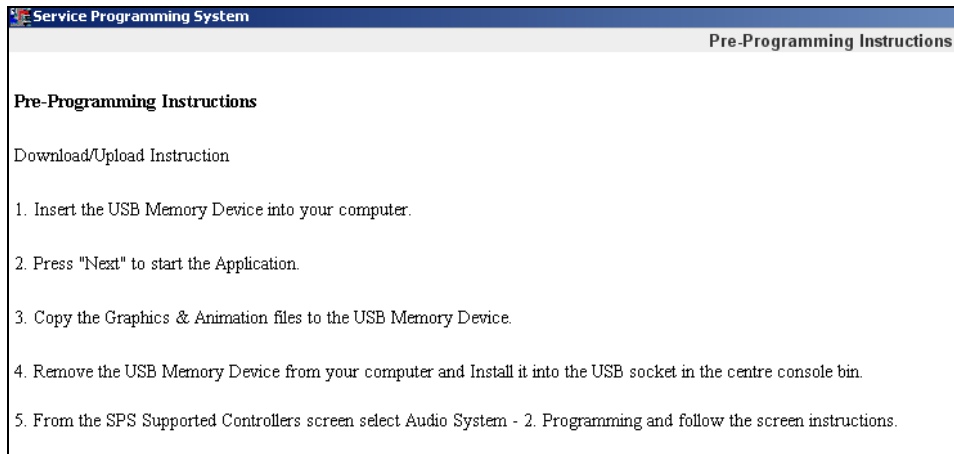 Service Programming System
Pre-Programming Instructions
Pre-Programming Instructions
Download/Upload Instruction
1. Insert the USB Memory Device into your computer.
2. Press "Next" to start the Application.
3. Copy the Graphics & Animation files to the USB Memory Device.
4. Remove the USB Memory Device from your computer and Install it into the USB socket in the centre console bin.
5. From the SPS Supported Controllers screen select Audio System - 2. Programming and follow the screen instructions.